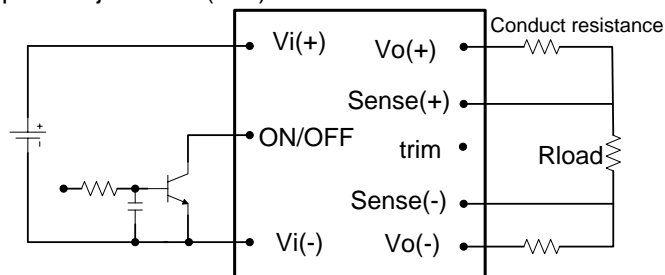 Conduct resistance
Vi(+)
Vo(+)
Sense(+)
ON/OFF
trim
Rload
Sense(-)
Vi(-)
Vo(-)
+
-